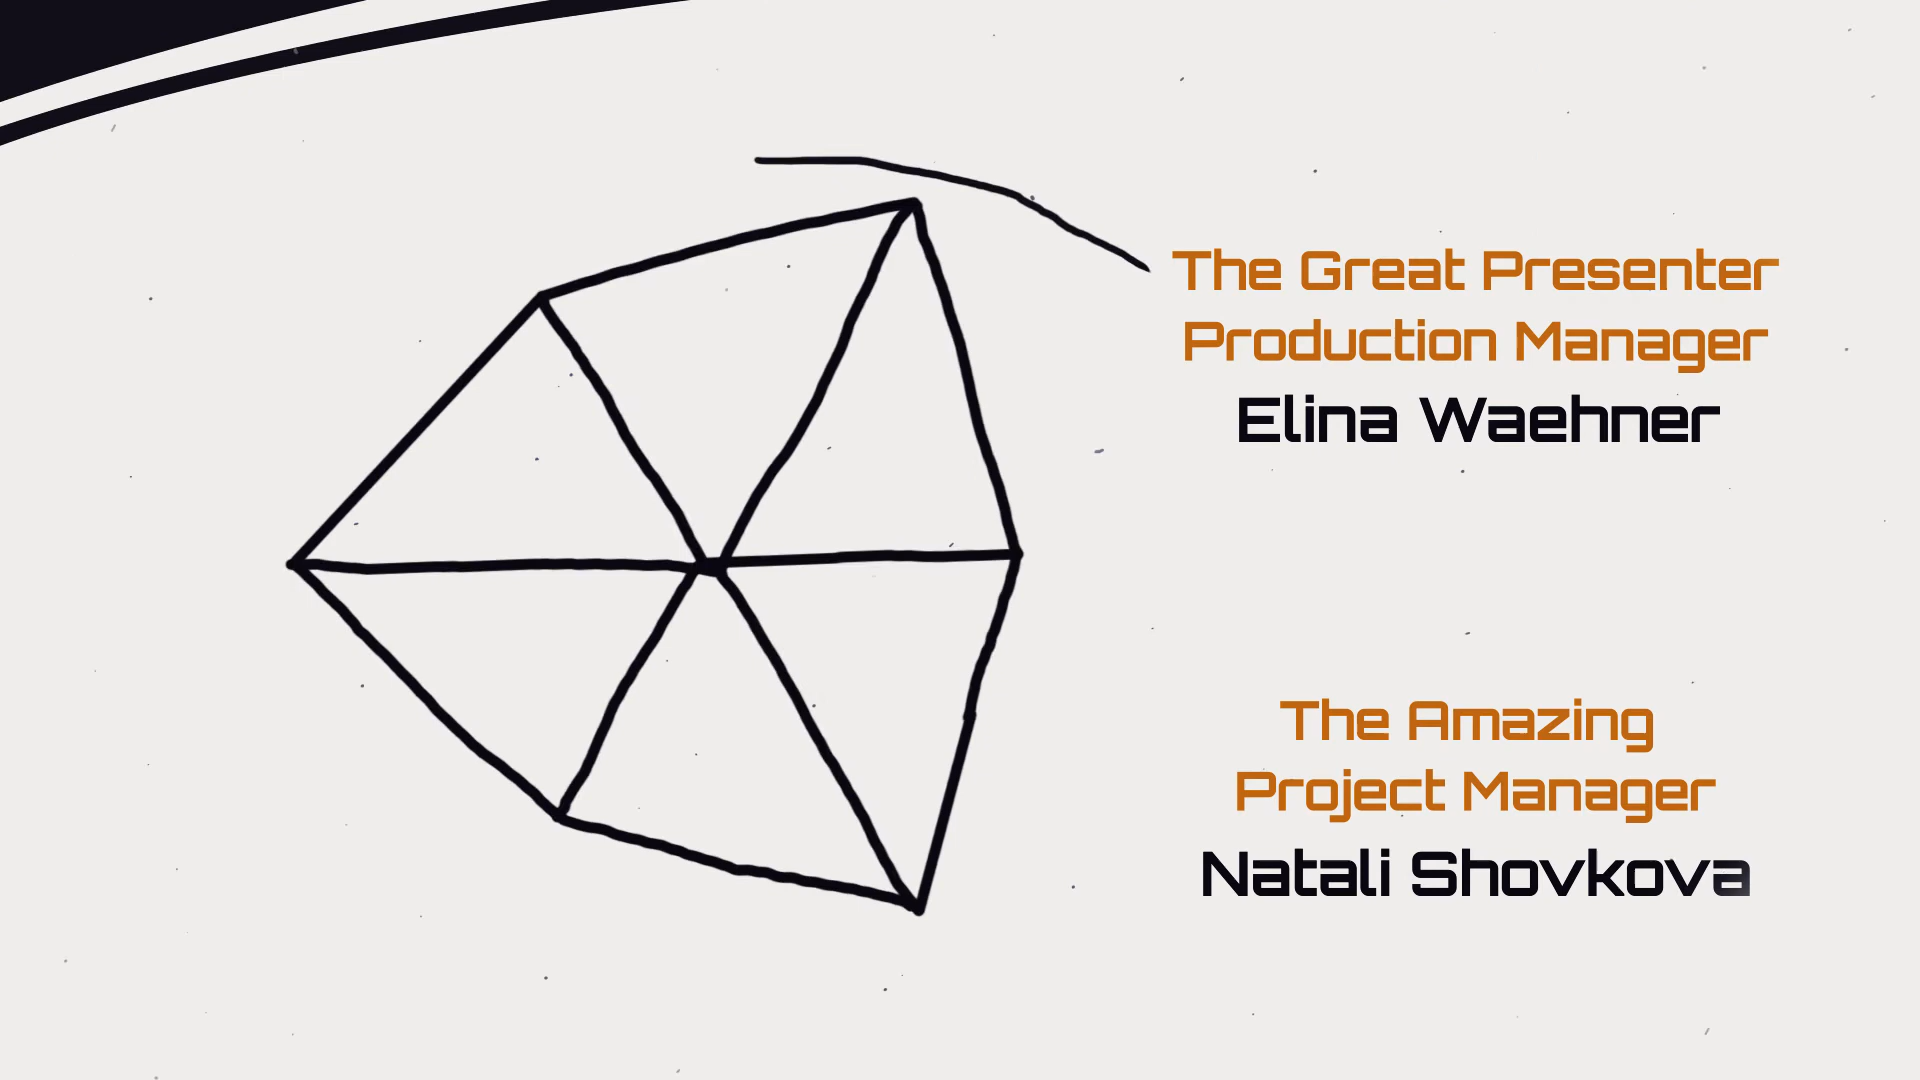 The Great Presenter
Production Manager
Elina Waehner
The Amazing
Project Manager
Natali Shovkova